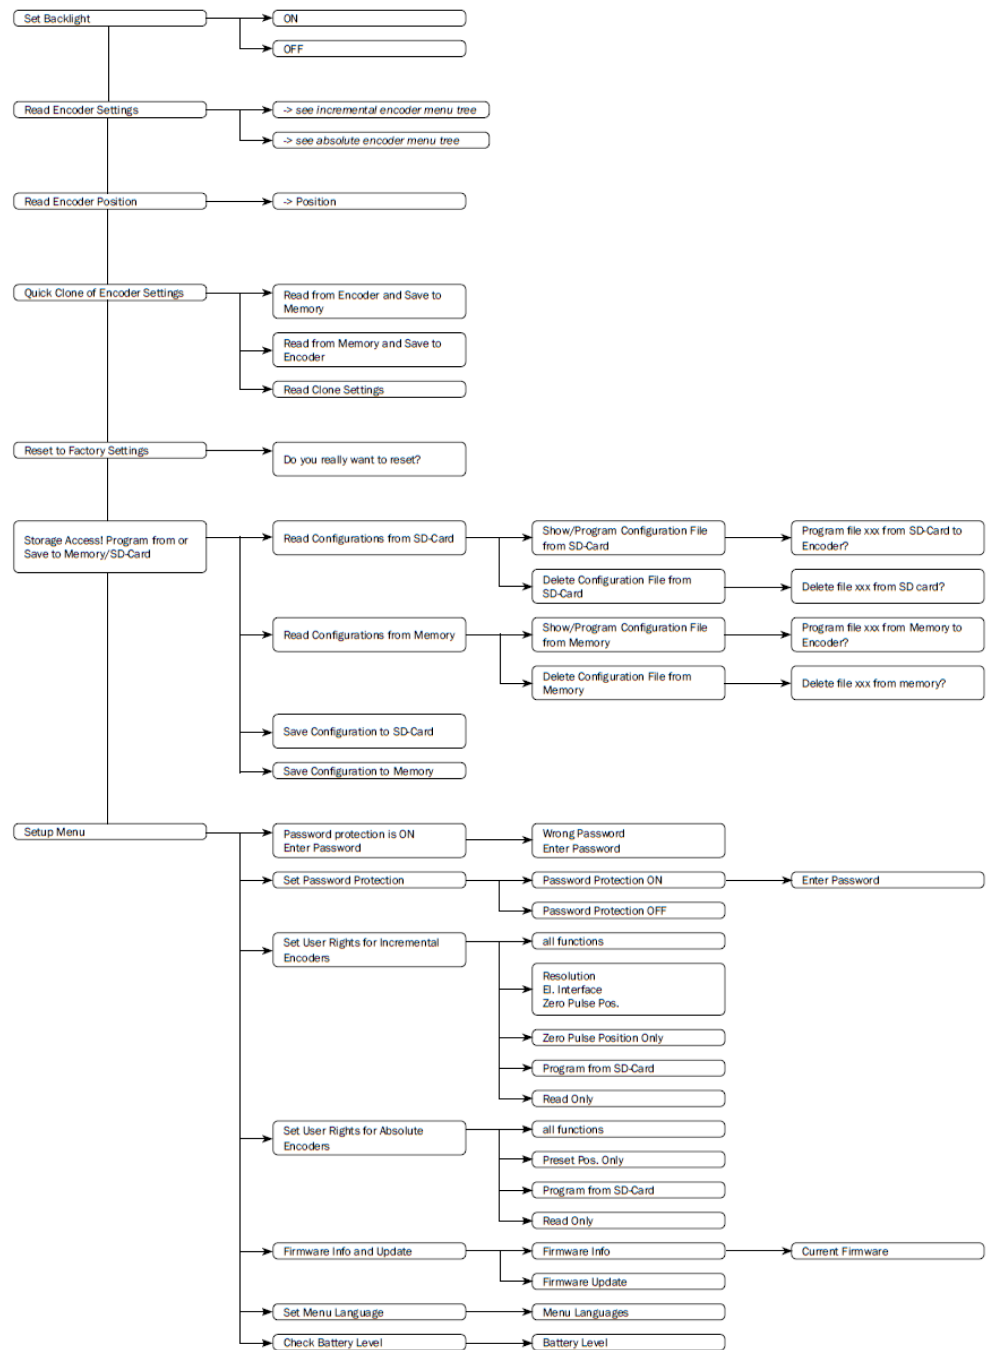 Set Backlight
ON
OFF
Read Encoder Settings
-> see incremental encoder menu tree
-> see absolute encoder menu tree
Read Encoder Position
-> Position
Quick Clone of Encoder Settings
Read from Encoder and Save to
Memory
Read from Memory and Save to
Encoder
Read Clone Settings
Reset to Factory Settings
Do you really want to reset?
Storage Access! Program from or
Save to Memory/SD-Card
Read Configurations from SD-Card
Show/Program Configuration File
from SD-Card
Program file xxx from SD-Card to
Encoder?
Delete Configuration File from
SD-Card
Delete file xxx from SD card?
Read Configurations from Memory
Show/Program Configuration File
from Memory
Program file xxx from Memory to
Encoder?
Delete Configuration File from
Memory
Delete file xxx from memory?
Save Configuration to SD-Card
Save Configuration to Memory
Setup Menu
Password protection is ON
Enter Password
Wrong Password
Enter Password
Set Password Protection
Password Protection ON
Enter Password
Password Protection OFF
Set User Rights for Incremental
Encoders
all functions
Resolution
El. Interface
Zero Pulse Pos.
Zero Pulse Position Only
Program from SD-Card
Read Only
Set User Rights for Absolute
Encoders
all functions
Preset Pos. Only
Program from SD-Card
Read Only
Firmware Info and Update
Firmware Info
Current Firmware
Firmware Update
Set Menu Language
Menu Languages
Check Battery Level
Battery Level